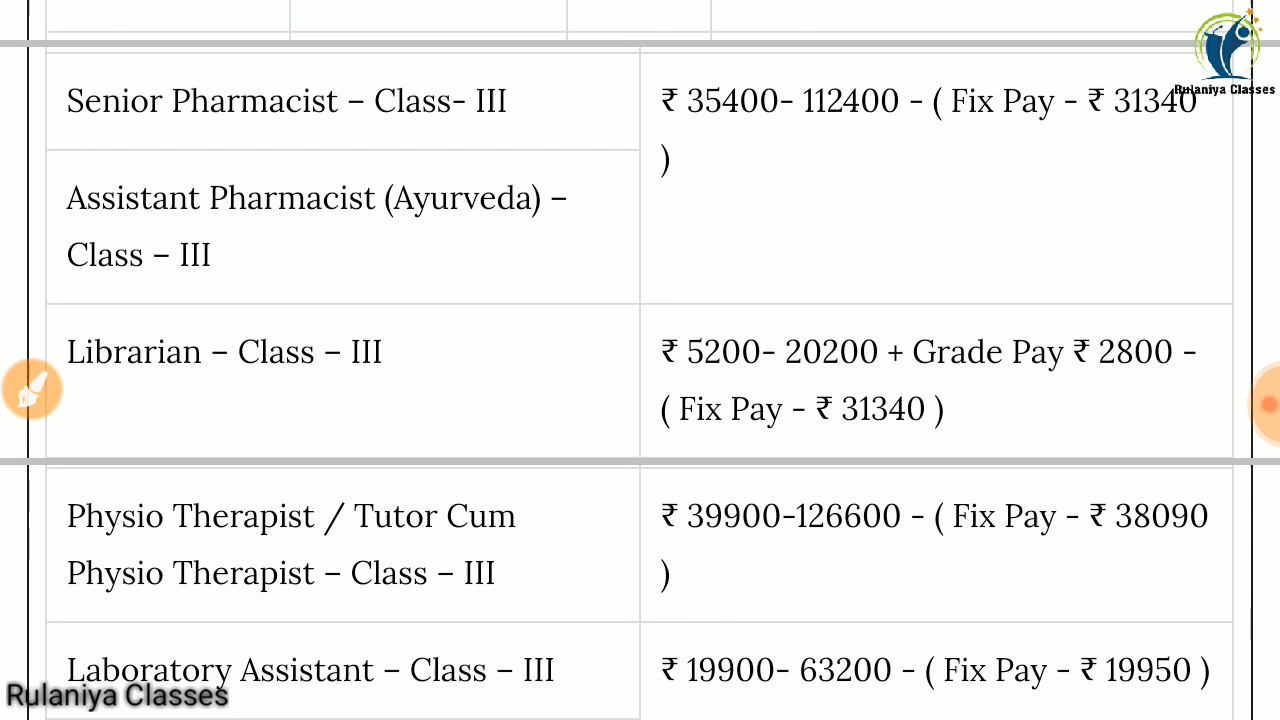 Rulaniya Classes
Senior Pharmacist – Class- III
₹ 35400- 112400 - ( Fix Pay - ₹ 31340
)
Assistant Pharmacist (Ayurveda) –
Class – III
Librarian – Class – III
₹ 5200- 20200 + Grade Pay ₹ 2800 -
( Fix Pay - ₹ 31340 )
Physio Therapist / Tutor Cum
Physio Therapist – Class – III
₹ 39900-126600 - ( Fix Pay - ₹ 38090
)
Laboratory Assistant – Class – III
₹ 19900- 63200 - ( Fix Pay - ₹ 19950 )
Rulaniya Classes